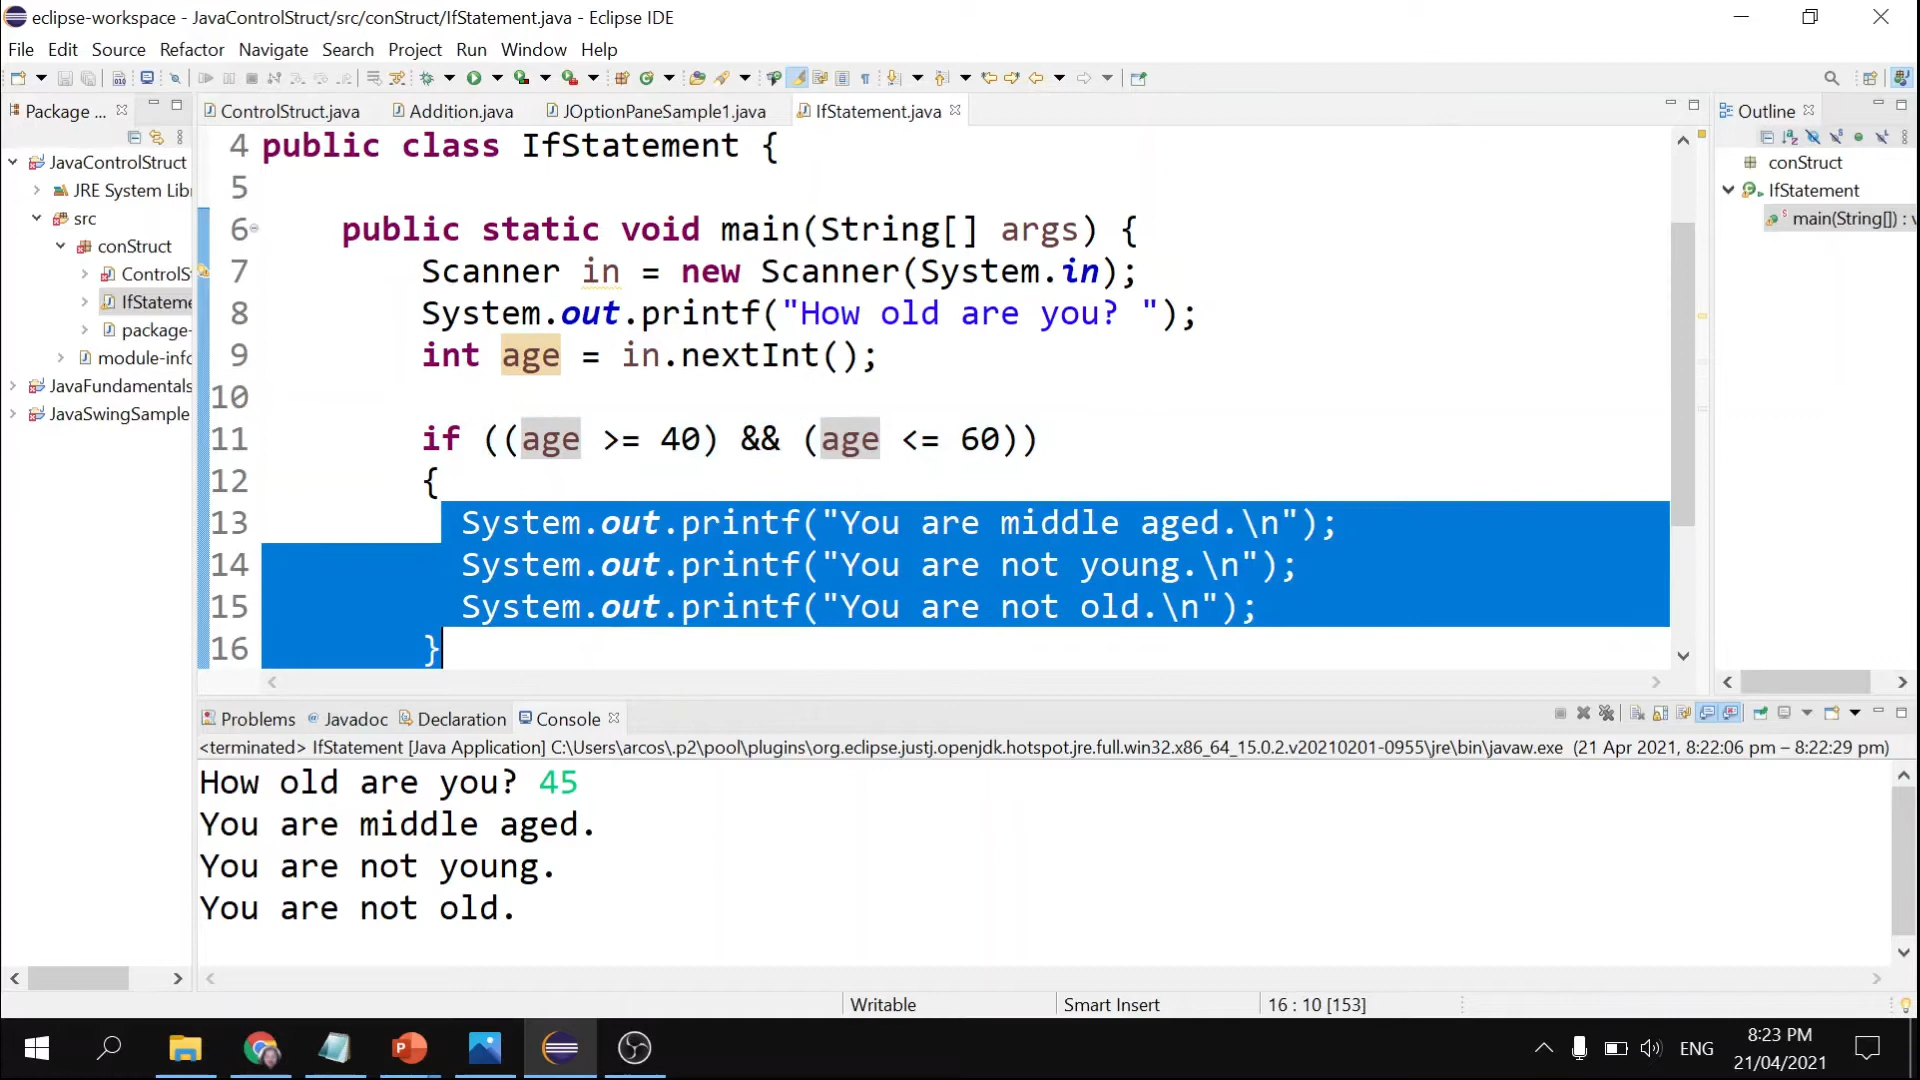 eclipse-workspace - JavaControlStruct/src/conStruct/IfStatement.java - Eclipse IDE
File Edit Source Refactor Navigate Search Project Run Window Help
Package ...
ControlStruct.java Addition.java JOptionPaneSample1.java IfStatement.java
Outline
JavaControlStruct
JRE System Lib
src
conStruct
ControlS
IfStateme
package-
module-info
JavaFundamentals
JavaSwingSample
4 public class IfStatement {
5
6 public static void main(String[] args) {
7 Scanner in = new Scanner(System.in);
8 System.out.printf("How old are you? ");
9 int age = in.nextInt();
10
11 if ((age >= 40) && (age <= 60))
12 {
13 System.out.printf("You are middle aged.\n");
14 System.out.printf("You are not young.\n");
15 System.out.printf("You are not old.\n");
16 }
conStruct
IfStatement
main(String[]) : v
Problems Javadoc Declaration Console
<terminated> IfStatement [Java Application] C:\Users\arcos\.p2\pool\plugins\org.eclipse.justj.openjdk.hotspot.jre.full.win32.x86_64_15.0.2.v20210201-0955\jre\bin\javaw.exe (21 Apr 2021, 8:22:06 pm – 8:22:29 pm)
How old are you? 45
You are middle aged.
You are not young.
You are not old.
Writable Smart Insert 16 : 10 [153]
ENG
8:23 PM
21/04/2021